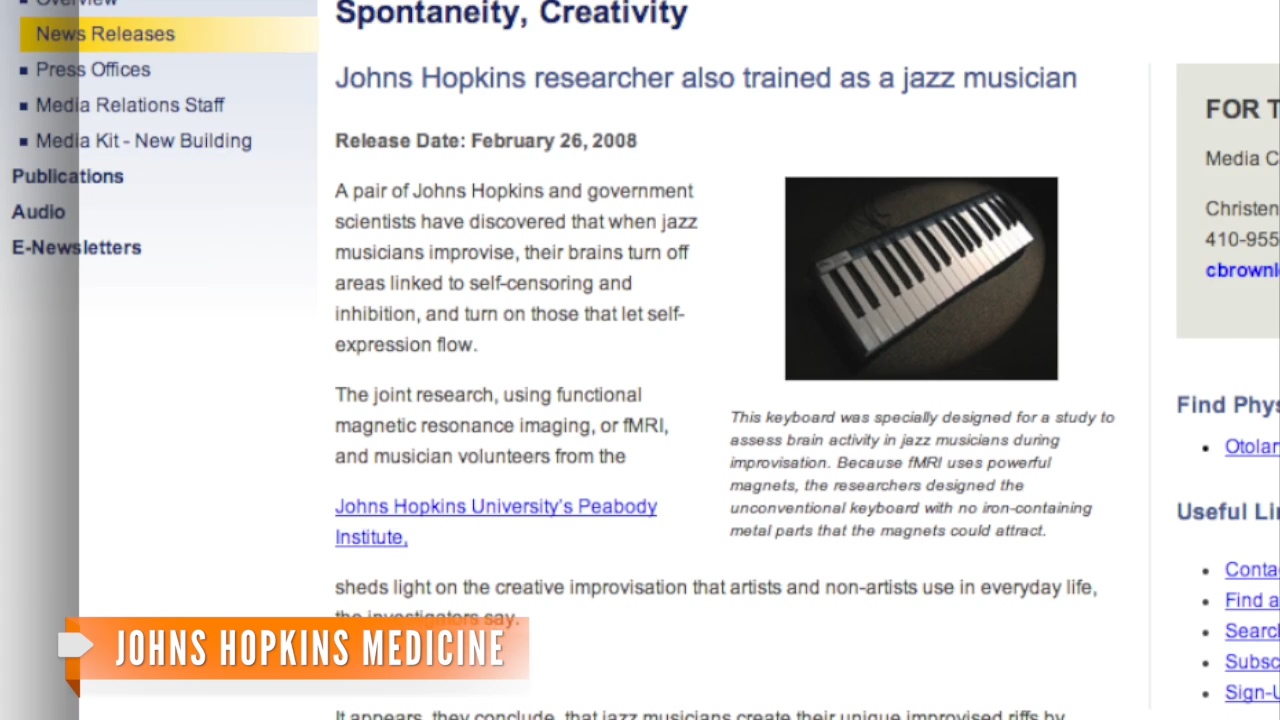 Overview
News Releases
Press Offices
Media Relations Staff
Media Kit - New Building
Publications
Audio
E-Newsletters
Spontaneity, Creativity
Johns Hopkins researcher also trained as a jazz musician
Release Date: February 26, 2008
A pair of Johns Hopkins and government
scientists have discovered that when jazz
musicians improvise, their brains turn off
areas linked to self-censoring and
inhibition, and turn on those that let self-
expression flow.
The joint research, using functional
magnetic resonance imaging, or fMRI,
and musician volunteers from the
Johns Hopkins University's Peabody
Institute,
sheds light on the creative improvisation that artists and non-artists use in everyday life,
the investigators say.
It appears, they conclude, that jazz musicians create their unique improvised riffs by
This keyboard was specially designed for a study to
assess brain activity in jazz musicians during
improvisation. Because fMRI uses powerful
magnets, the researchers designed the
unconventional keyboard with no iron-containing
metal parts that the magnets could attract.
FOR T
Media C
Christen
410-955
cbrownl
Find Phys
Otolar
Useful Li
Conta
Find a
Searc
Subsc
Sign-U
JOHNS HOPKINS MEDICINE